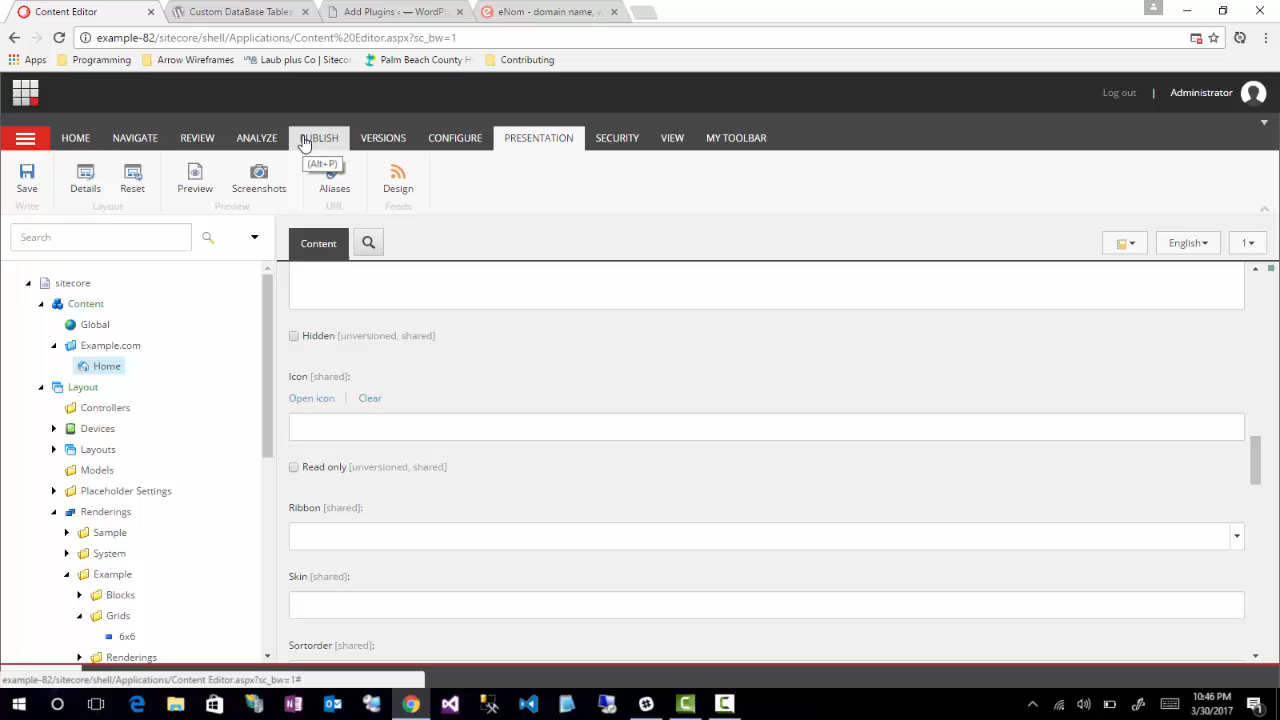 Content Editor
Custom DataBase Tables
Add Plugins ‹ — WordP
eNom - domain name, w
example-82/sitecore/shell/Applications/Content%20Editor.aspx?sc_bw=1
Apps Programming Arrow Wireframes Laub plus Co | Sitec Palm Beach County H Contributing
Log out | Administrator
HOME NAVIGATE REVIEW ANALYZE PUBLISH VERSIONS CONFIGURE PRESENTATION SECURITY VIEW MY TOOLBAR
(Alt+P)
Save Details Reset Preview Screenshots Aliases Design
Write Layout Preview URL Feeds
Search
Content
English
1
sitecore
Content
Global
Example.com
Home
Layout
Controllers
Devices
Layouts
Models
Placeholder Settings
Renderings
Sample
System
Example
Blocks
Grids
6x6
Renderings
Hidden [unversioned, shared]
Icon [shared]:
Open icon | Clear
Read only [unversioned, shared]
Ribbon [shared]:
Skin [shared]:
Sortorder [shared]:
example-82/sitecore/shell/Applications/Content Editor.aspx?sc_bw=1#
10:46 PM
3/30/2017